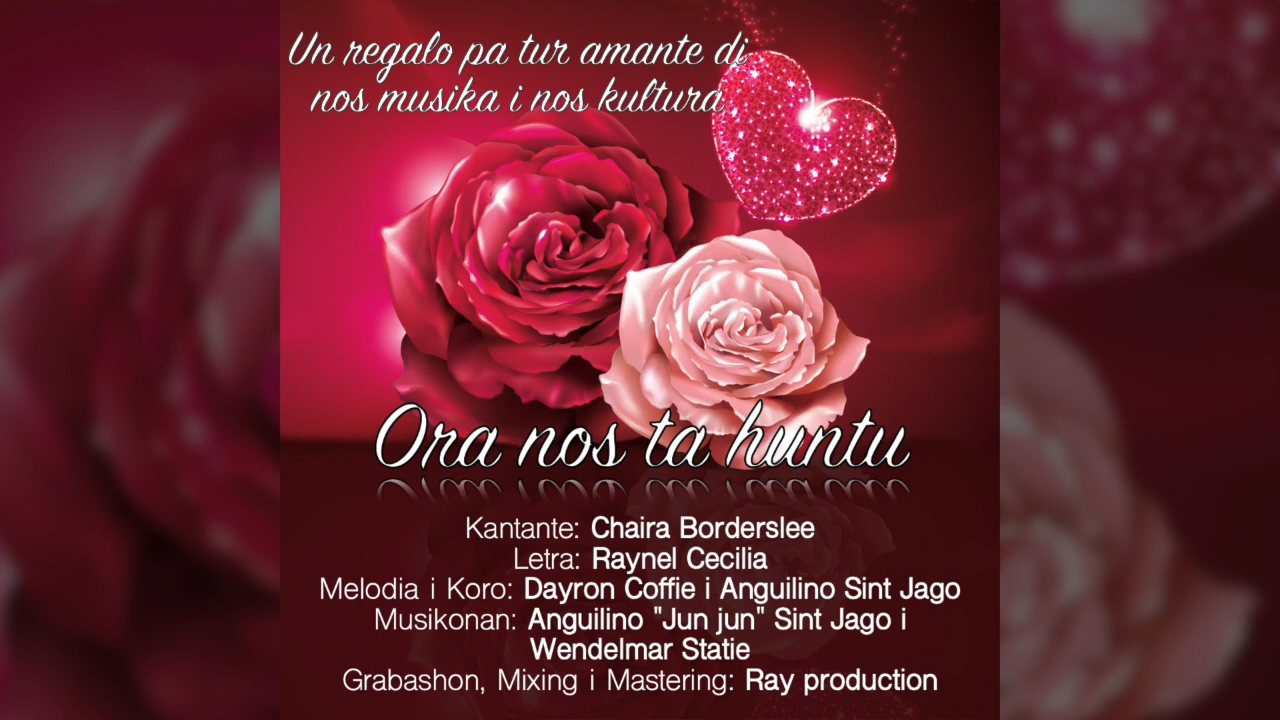 Un regalo pa tur amante di
nos musika i nos kultura
Ora nos ta huntu
Kantante: Chaira Borderslee
Letra: Raynel Cecilia
Melodia i Koro: Dayron Coffie i Anguilino Sint Jago
Musikonan: Anguilino "Jun jun" Sint Jago i
Wendelmar Statie
Grabashon, Mixing i Mastering: Ray production